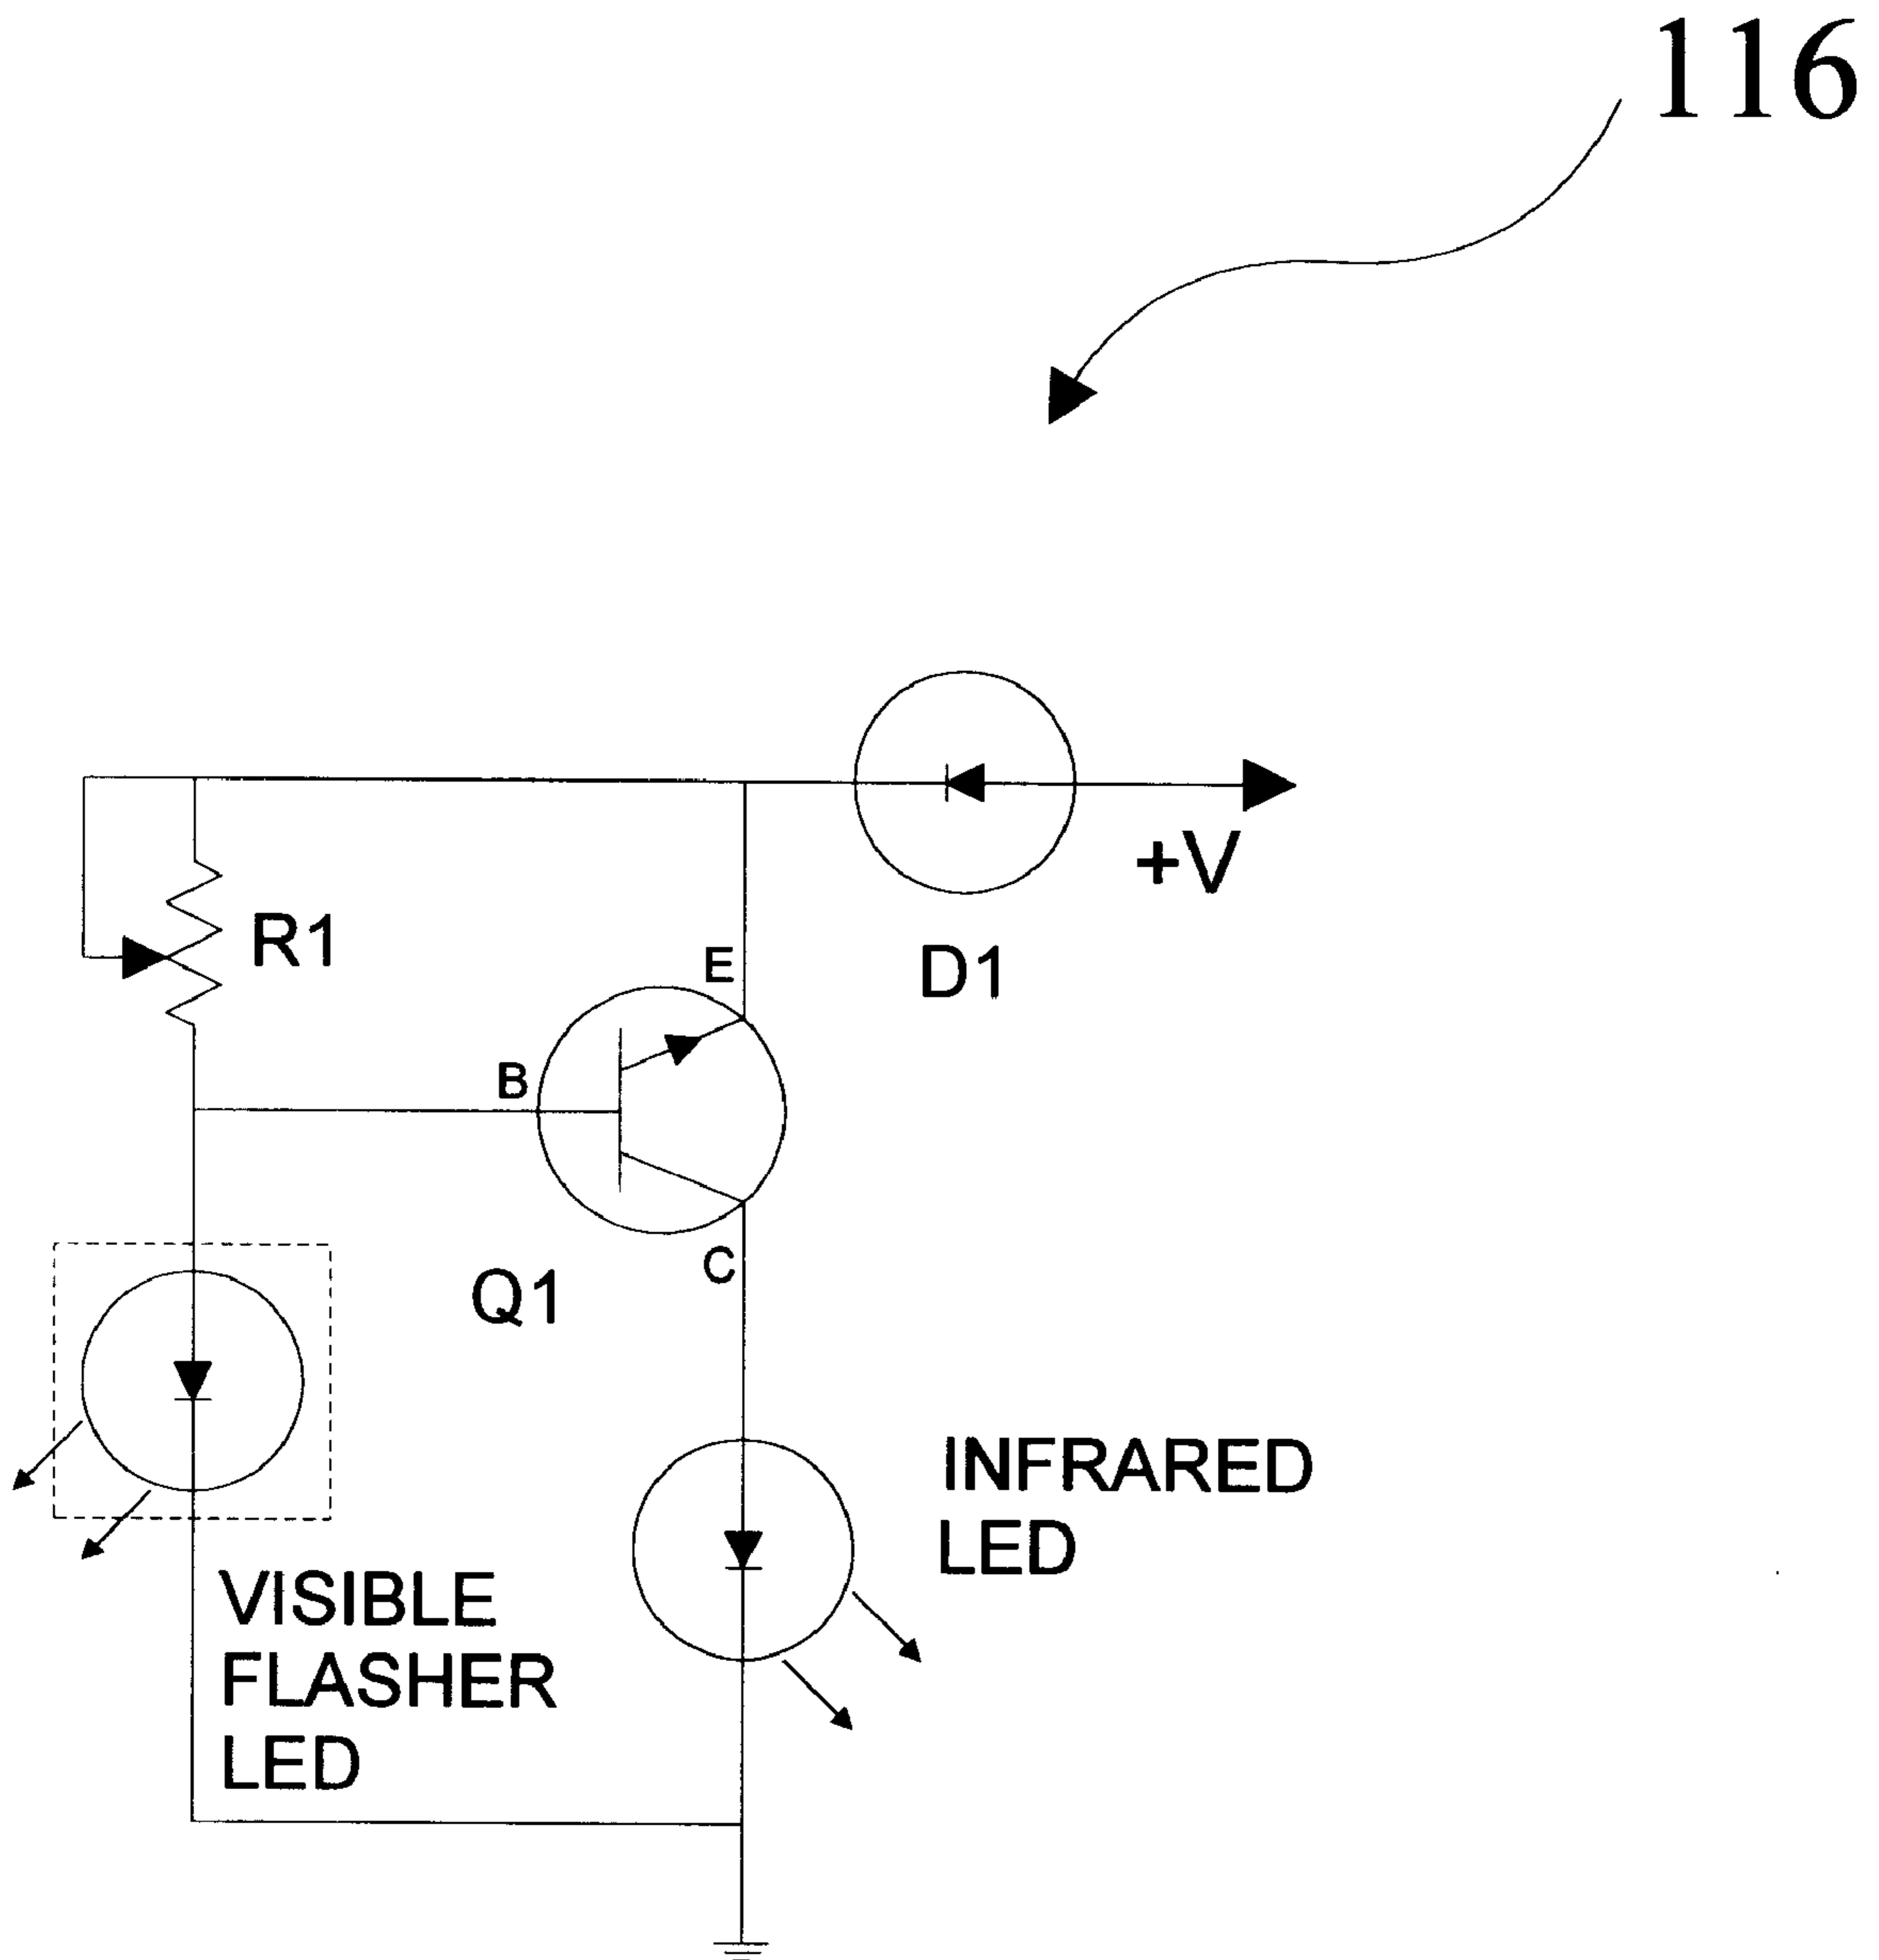 116
+V
R1
E
D1
B
C
Q1
INFRARED
LED
VISIBLE
FLASHER
LED